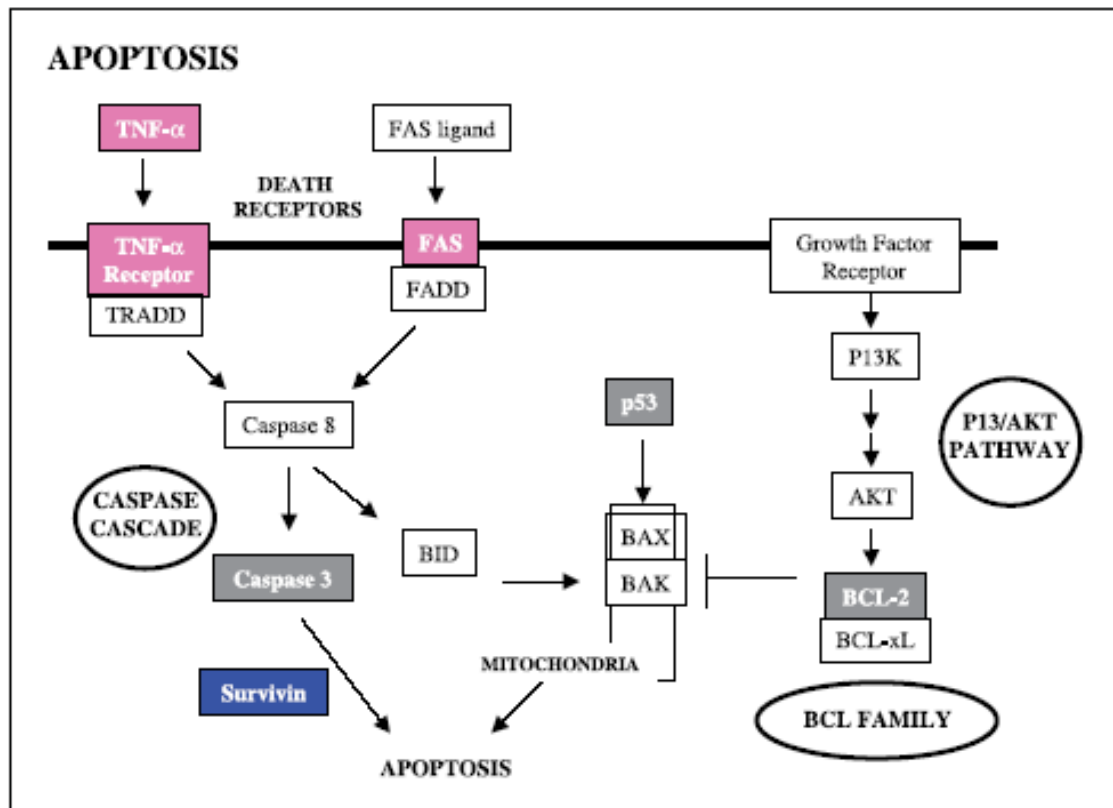 APOPTOSIS
TNF-α
FAS ligand
DEATH
RECEPTORS
TNF-α
Receptor
TRADD
FAS
FADD
Growth Factor
Receptor
P13K
p53
P13/AKT
PATHWAY
Caspase 8
CASPASE
CASCADE
AKT
BAX
BID
BAK
Caspase 3
BCL-2
BCL-xL
MITOCHONDRIA
Survivin
BCL FAMILY
APOPTOSIS